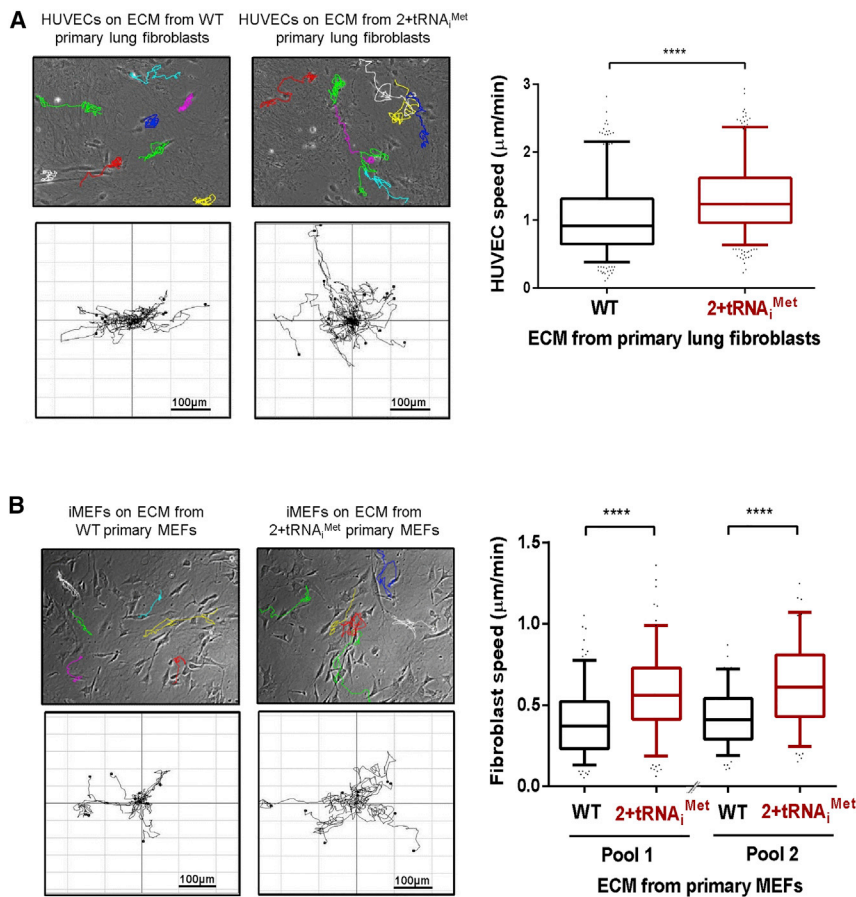 A
HUVECs on ECM from WT
primary lung fibroblasts
HUVECs on ECM from 2+tRNAiMet
primary lung fibroblasts
100µm
100µm
****
HUVEC speed (µm/min)
3
2
1
0
WT
2+tRNAiMet
ECM from primary lung fibroblasts
B
iMEFs on ECM from
WT primary MEFs
iMEFs on ECM from
2+tRNAiMet primary MEFs
100µm
100µm
****
****
Fibroblast speed (µm/min)
1.5
1.0
0.5
0.0
WT
2+tRNAiMet
WT
2+tRNAiMet
Pool 1
Pool 2
ECM from primary MEFs